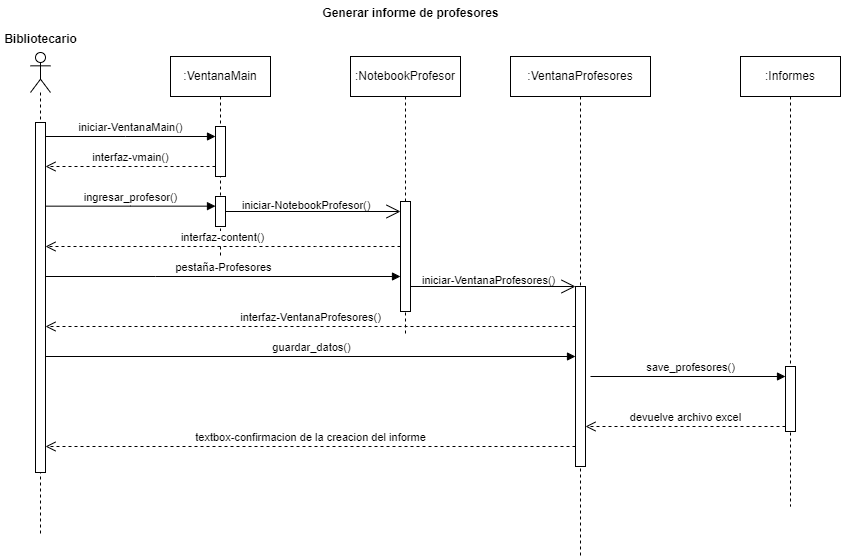 Generar informe de profesores
Bibliotecario
:VentanaMain
:NotebookProfesor
:VentanaProfesores
:Informes
iniciar-VentanaMain()
interfaz-vmain()
ingresar_profesor()
iniciar-NotebookProfesor()
interfaz-content()
pestaña-Profesores
iniciar-VentanaProfesores()
interfaz-VentanaProfesores()
guardar_datos()
save_profesores()
devuelve archivo excel
textbox-confirmacion de la creacion del informe